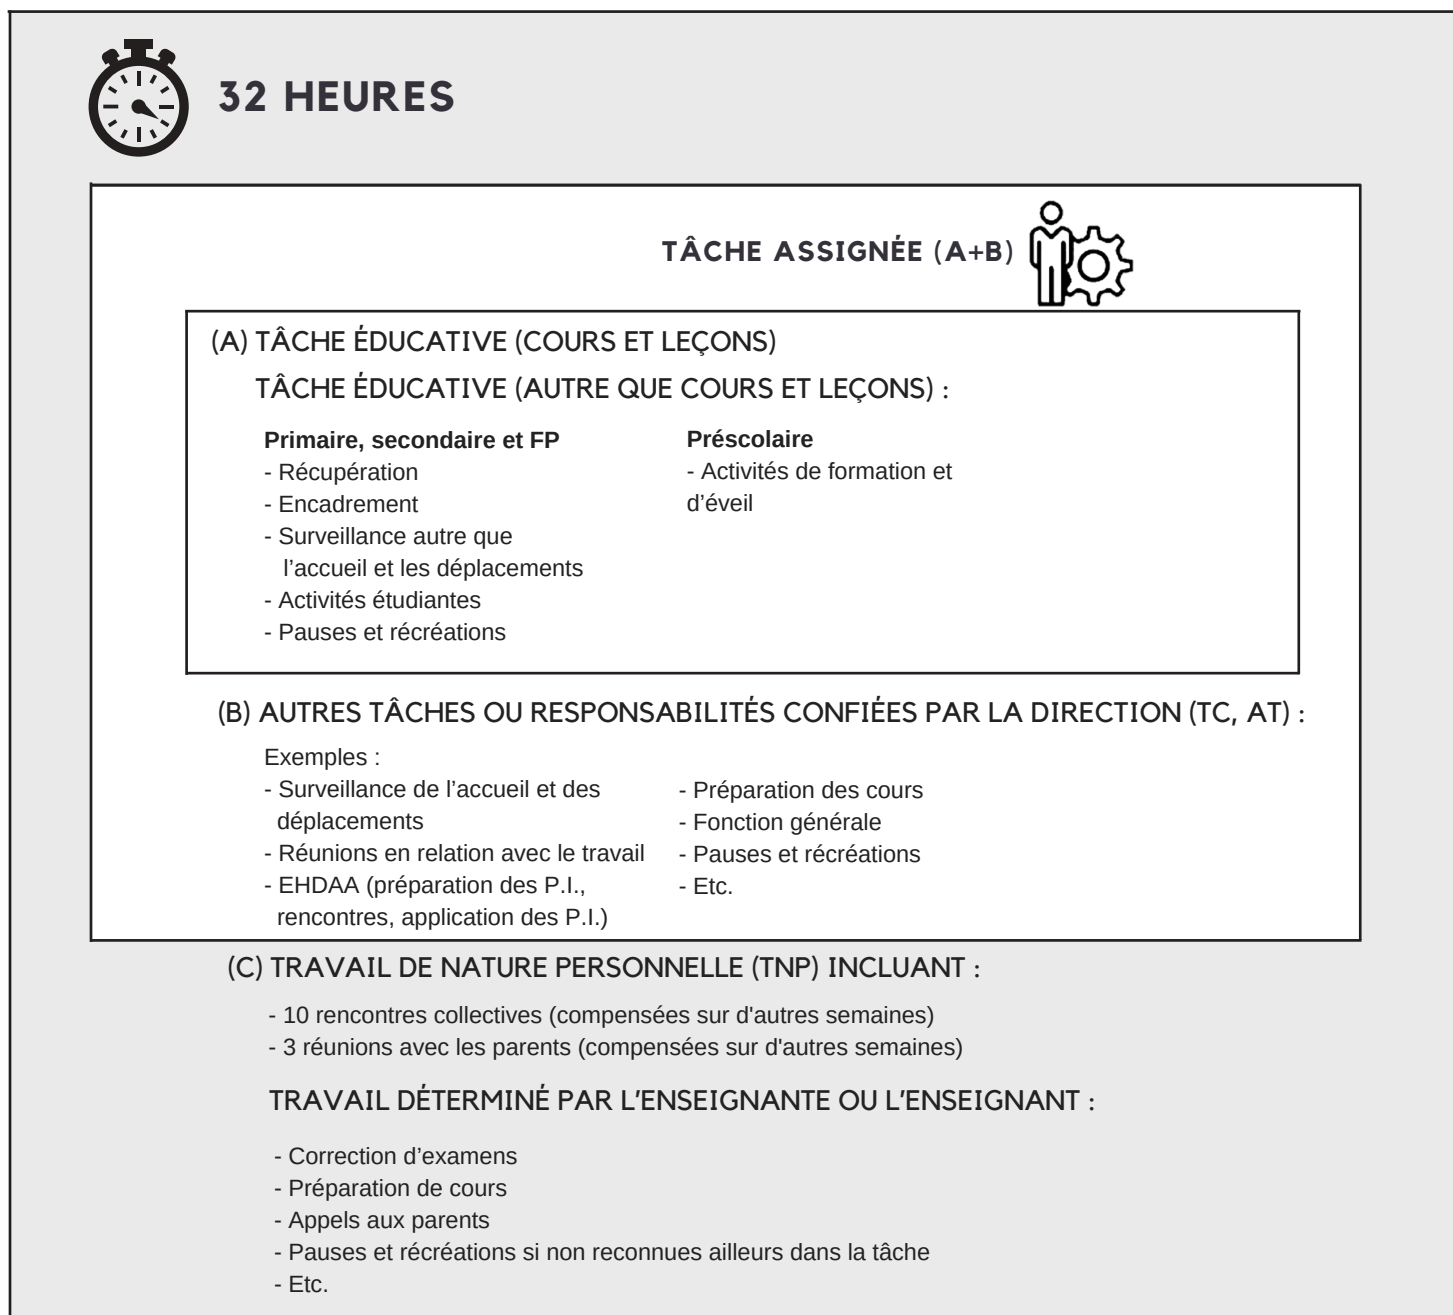 32 HEURES
TÂCHE ASSIGNÉE (A+B)
(A) TÂCHE ÉDUCATIVE (COURS ET LEÇONS)
TÂCHE ÉDUCATIVE (AUTRE QUE COURS ET LEÇONS) :
Primaire, secondaire et FP
- Récupération
- Encadrement
- Surveillance autre que
l’accueil et les déplacements
- Activités étudiantes
- Pauses et récréations
Préscolaire
- Activités de formation et
d’éveil
(B) AUTRES TÂCHES OU RESPONSABILITÉS CONFIÉES PAR LA DIRECTION (TC, AT) :
Exemples :
- Surveillance de l’accueil et des
déplacements
- Réunions en relation avec le travail
- EHDAA (préparation des P.I.,
rencontres, application des P.I.)
- Préparation des cours
- Fonction générale
- Pauses et récréations
- Etc.
(C) TRAVAIL DE NATURE PERSONNELLE (TNP) INCLUANT :
- 10 rencontres collectives (compensées sur d'autres semaines)
- 3 réunions avec les parents (compensées sur d'autres semaines)
TRAVAIL DÉTERMINÉ PAR L’ENSEIGNANTE OU L’ENSEIGNANT :
- Correction d’examens
- Préparation de cours
- Appels aux parents
- Pauses et récréations si non reconnues ailleurs dans la tâche
- Etc.